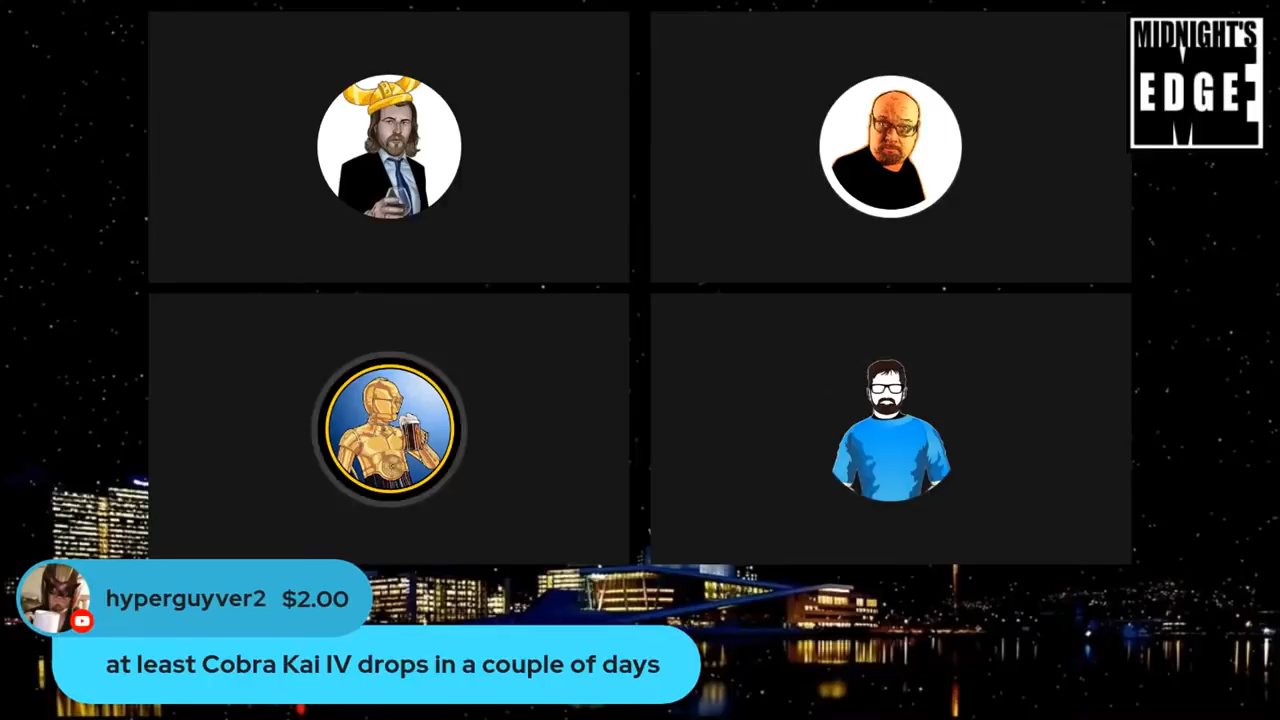 MIDNIGHT'S
EDGE
hyperguyver2 $2.00
at least Cobra Kai IV drops in a couple of days